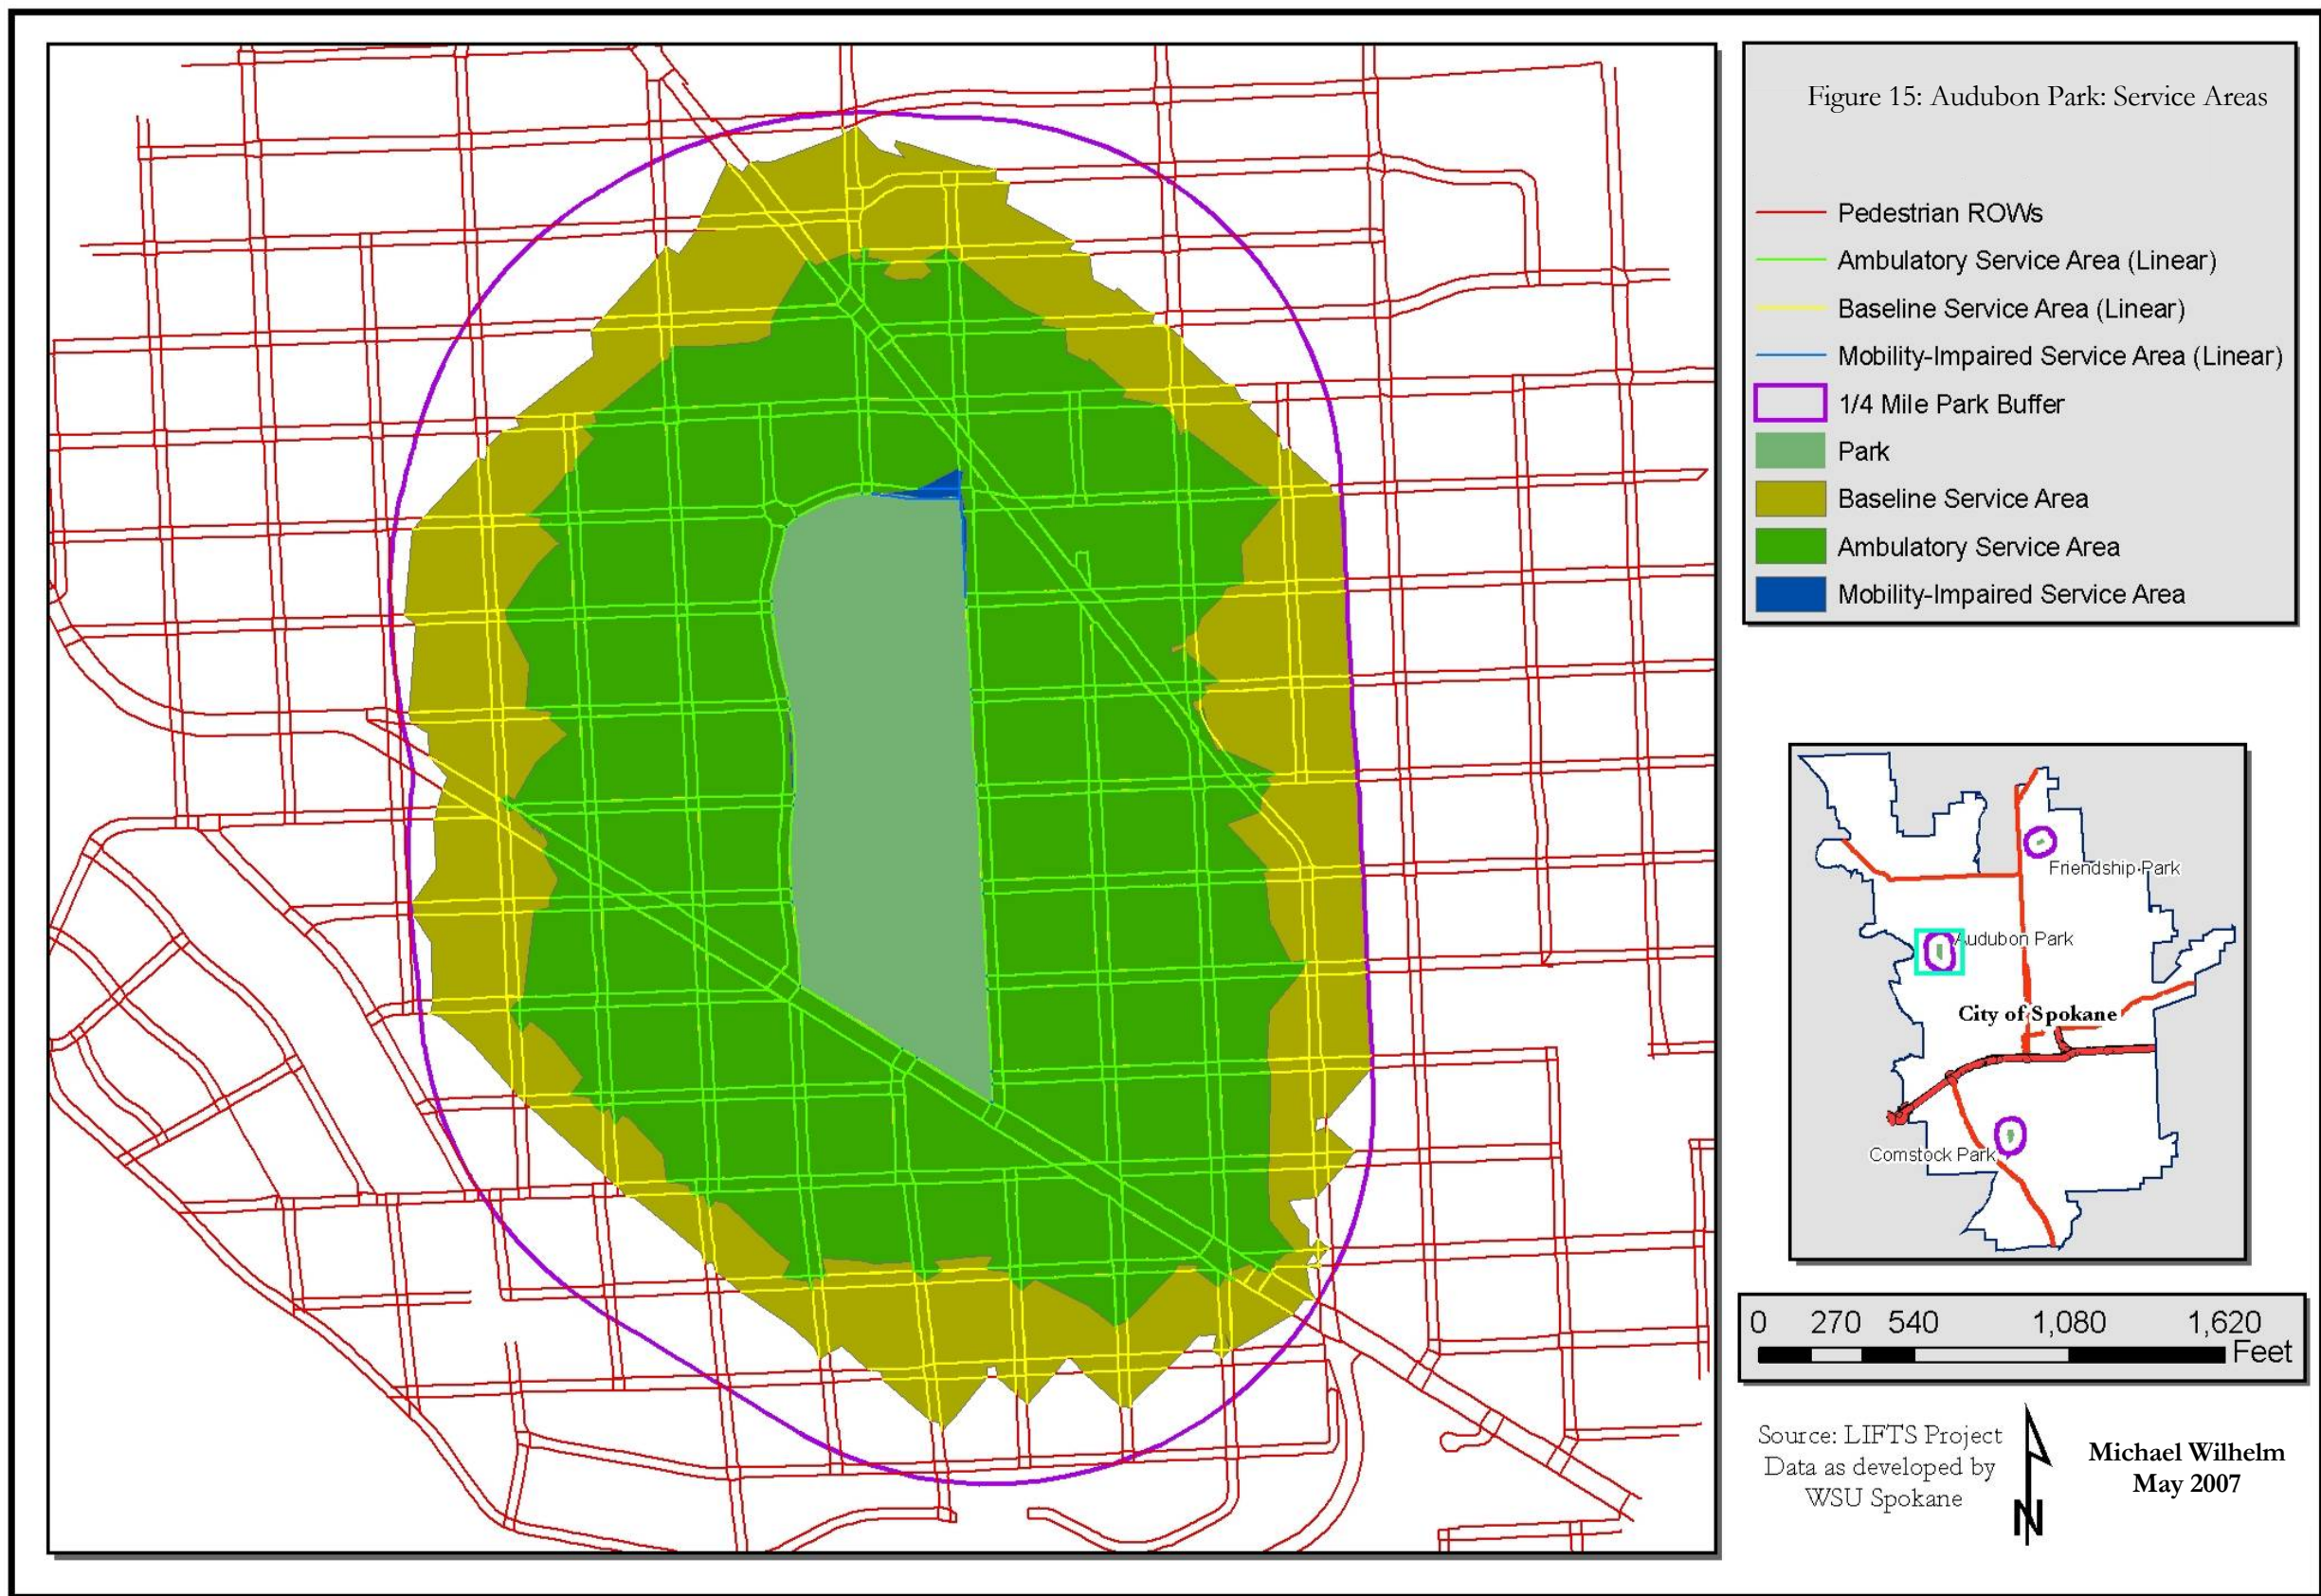 Figure 15: Audubon Park: Service Areas
Pedestrian ROWs
Ambulatory Service Area (Linear)
Baseline Service Area (Linear)
Mobility-Impaired Service Area (Linear)
1/4 Mile Park Buffer
Park
Baseline Service Area
Ambulatory Service Area
Mobility-Impaired Service Area
Friendship Park
Audubon Park
City of Spokane
Comstock Park
0 270 540 1,080 1,620
Feet
Source: LIFTS Project
Data as developed by
WSU Spokane
N
Michael Wilhelm
May 2007